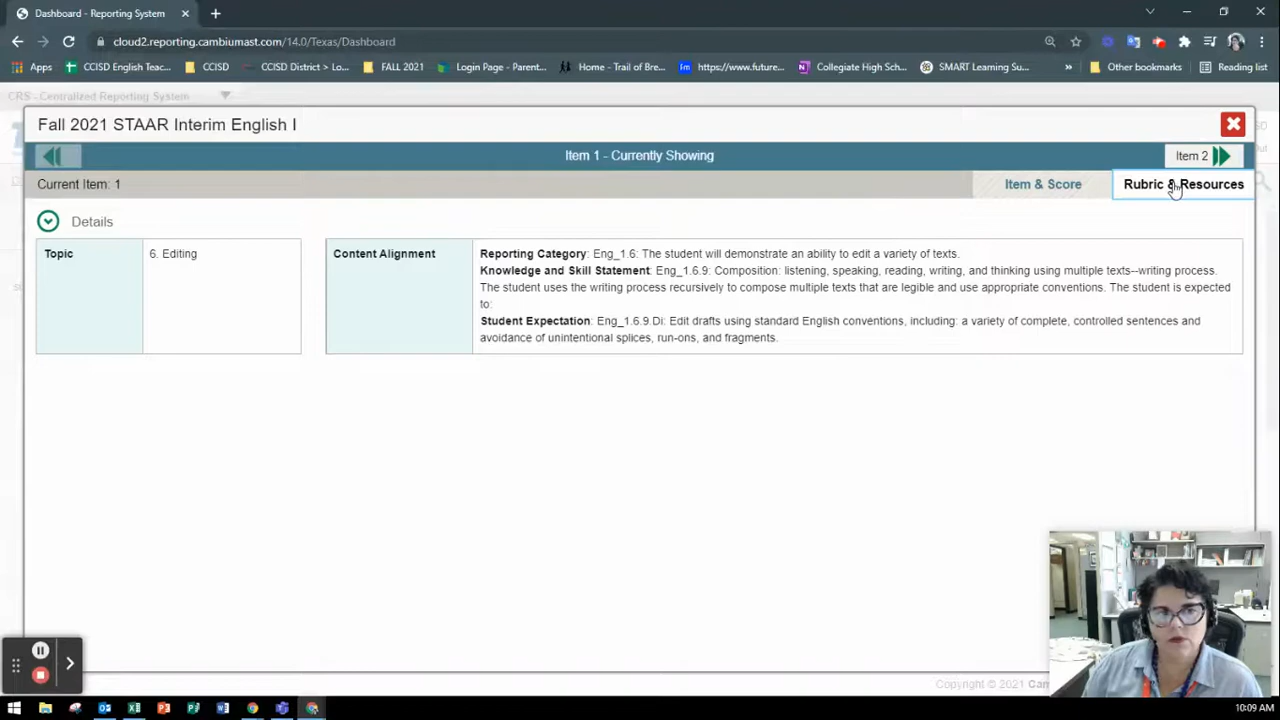 Dashboard - Reporting System
cloud2.reporting.cambiumast.com/14.0/Texas/Dashboard
Apps
CCISD English Teac...
CCISD
CCISD District > Lo...
FALL 2021
Login Page - Parent...
Home - Trail of Bre...
https://www.future...
Collegiate High Sch...
SMART Learning Su...
»
Other bookmarks
Reading list
CRS - Centralized Reporting System
Fall 2021 STAAR Interim English I
Item 1 - Currently Showing
Item 2
Current Item: 1
Item & Score
Rubric & Resources
Details
Topic
6. Editing
Content Alignment
Reporting Category: Eng_1.6: The student will demonstrate an ability to edit a variety of texts.
Knowledge and Skill Statement: Eng_1.6.9: Composition: listening, speaking, reading, writing, and thinking using multiple texts--writing process.
The student uses the writing process recursively to compose multiple texts that are legible and use appropriate conventions. The student is expected
to:
Student Expectation: Eng_1.6.9.Di: Edit drafts using standard English conventions, including: a variety of complete, controlled sentences and
avoidance of unintentional splices, run-ons, and fragments.
Copyright © 2021
10:09 AM